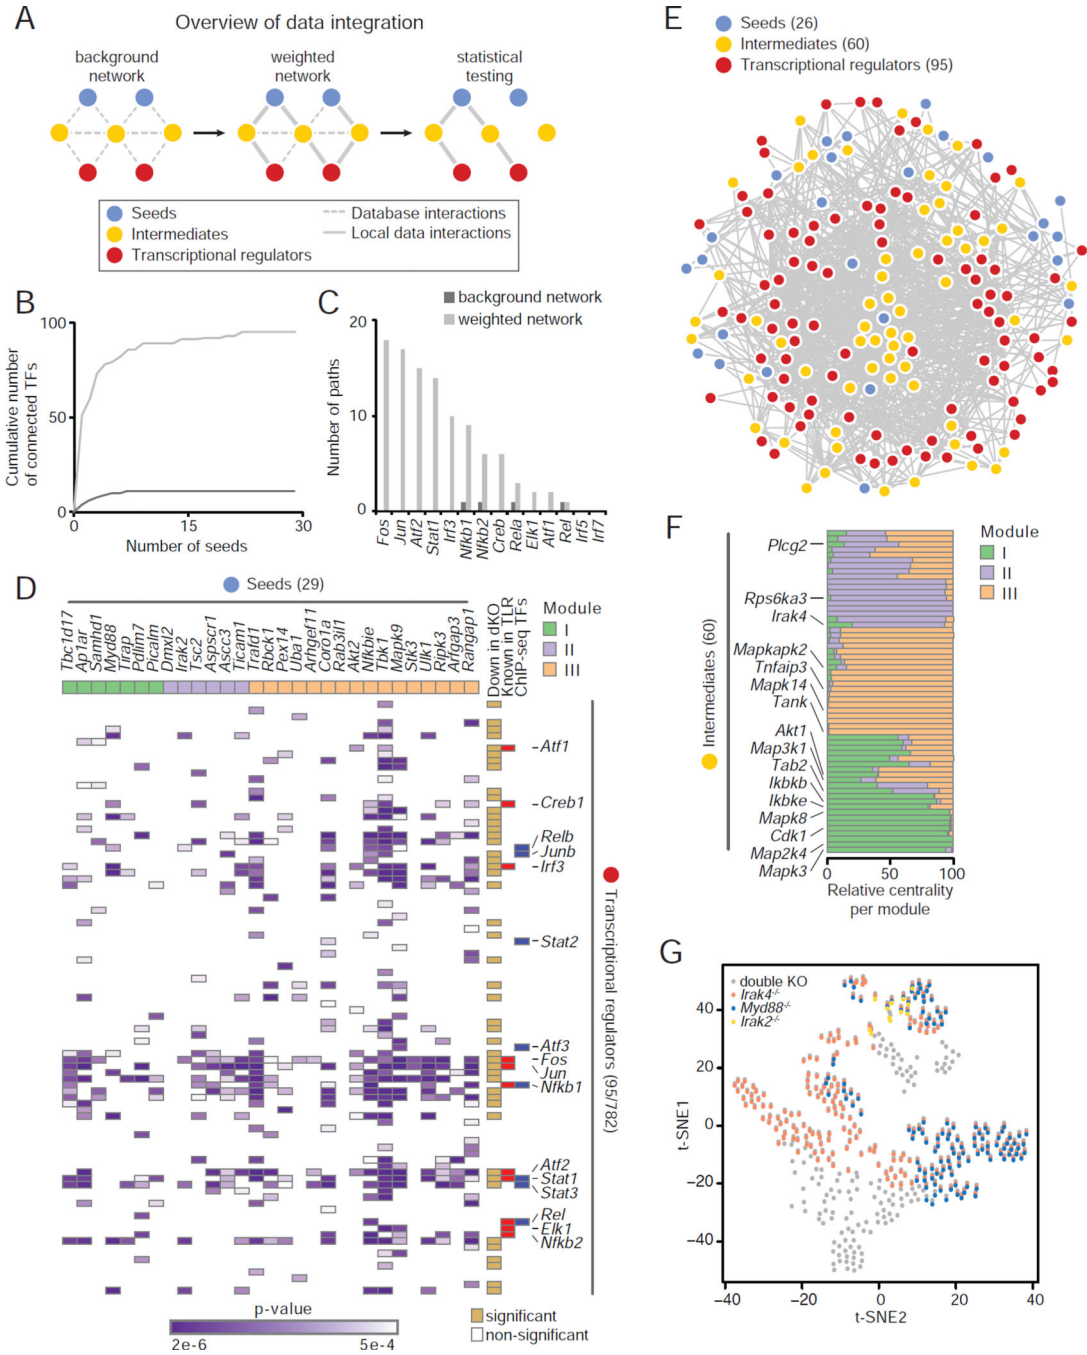 A
Overview of data integration
background
network
weighted
network
statistical
testing
Seeds
Intermediates
Transcriptional regulators
Database interactions
Local data interactions
B
Cumulative number
of connected TFs
100
50
0
0
15
30
Number of seeds
C
background network
weighted network
Number of paths
20
10
0
Fos
Jun
Atf2
Stat1
Irf3
Nfkb1
Nfkb2
Creb
Rela
Elk1
Atf1
Rel
Irf5
Irf7
D
Seeds (29)
Tbc1d17
Ap1ar
Samhd1
Myd88
Tirap
Pdlim7
Picalm
Dmxl2
Irak2
Tsc2
Aspscr1
Ascc3
Ticam1
Trafd1
Rbck1
Pex14
Uba1
Arhgef11
Coro1a
Rab3il1
Akt2
Nfkbie
Tbk1
Mapk9
Stk3
Ulk1
Ripk3
Arfgap3
Rangap1
Down in dKO
Known in TLR
ChIP-seq TFs
Module
I
II
III
Atf1
Creb1
Relb
Junb
Irf3
Stat2
Atf3
Fos
Jun
Nfkb1
Atf2
Stat1
Stat3
Rel
Elk1
Nfkb2
Transcriptional regulators (95/782)
p-value
2e-6
5e-4
significant
non-significant
E
Seeds (26)
Intermediates (60)
Transcriptional regulators (95)
F
Intermediates (60)
Plcg2
Rps6ka3
Irak4
Mapkapk2
Tnfaip3
Mapk14
Tank
Akt1
Map3k1
Tab2
Ikbkb
Ikbke
Mapk8
Cdk1
Map2k4
Mapk3
Module
I
II
III
0
50
100
Relative centrality
per module
G
double KO
Irak4-/-
Myd88-/-
Irak2-/-
t-SNE1
40
20
0
−20
−40
−40
−20
0
20
40
t-SNE2